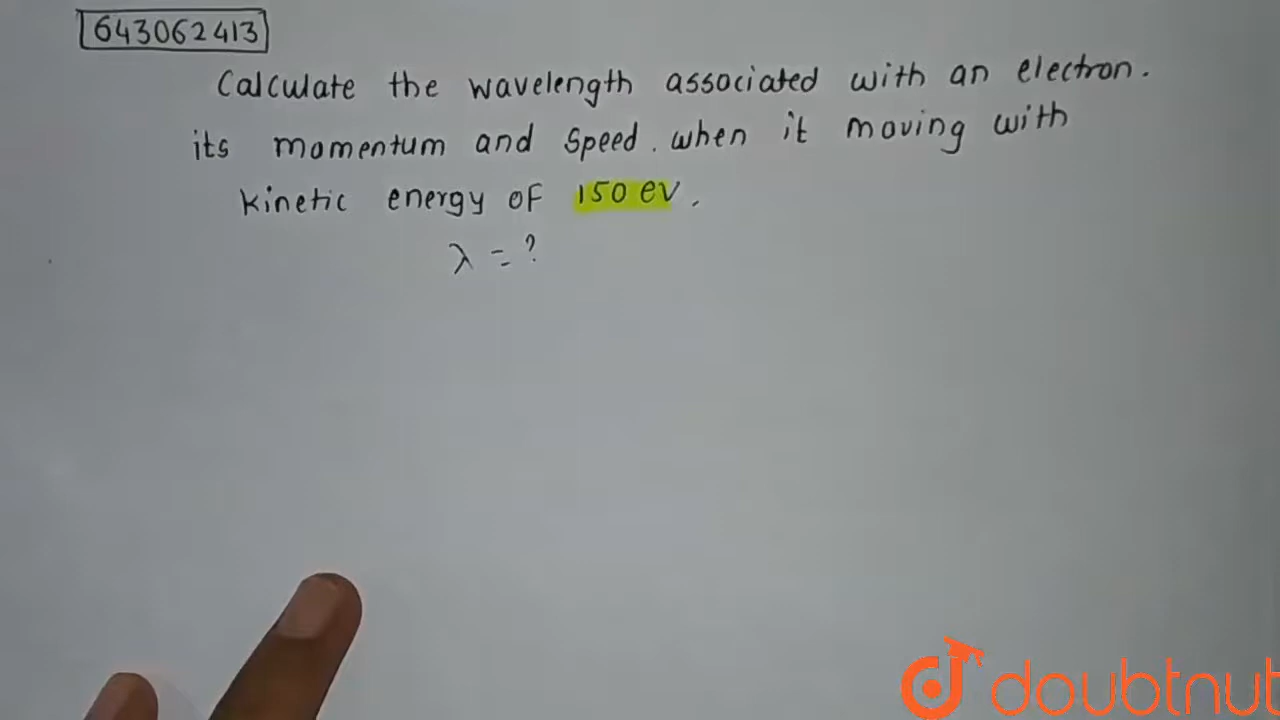 643062413
Calculate the wavelength associated with an electron.
its momentum and speed. when it moving with
kinetic energy of 150 ev.
λ = ?
doubtnut